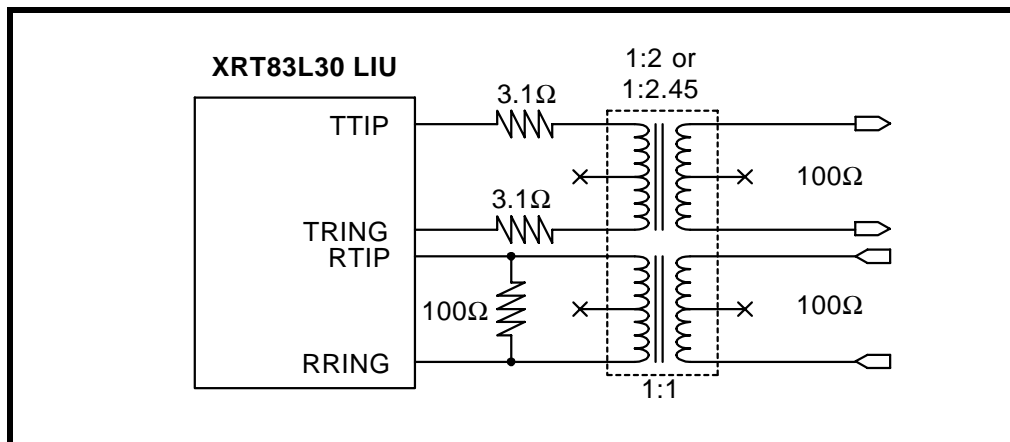 XRT83L30 LIU
1:2 or
1:2.45
3.1Ω
TTIP
100Ω
3.1Ω
TRING
RTIP
100Ω
100Ω
RRING
1:1